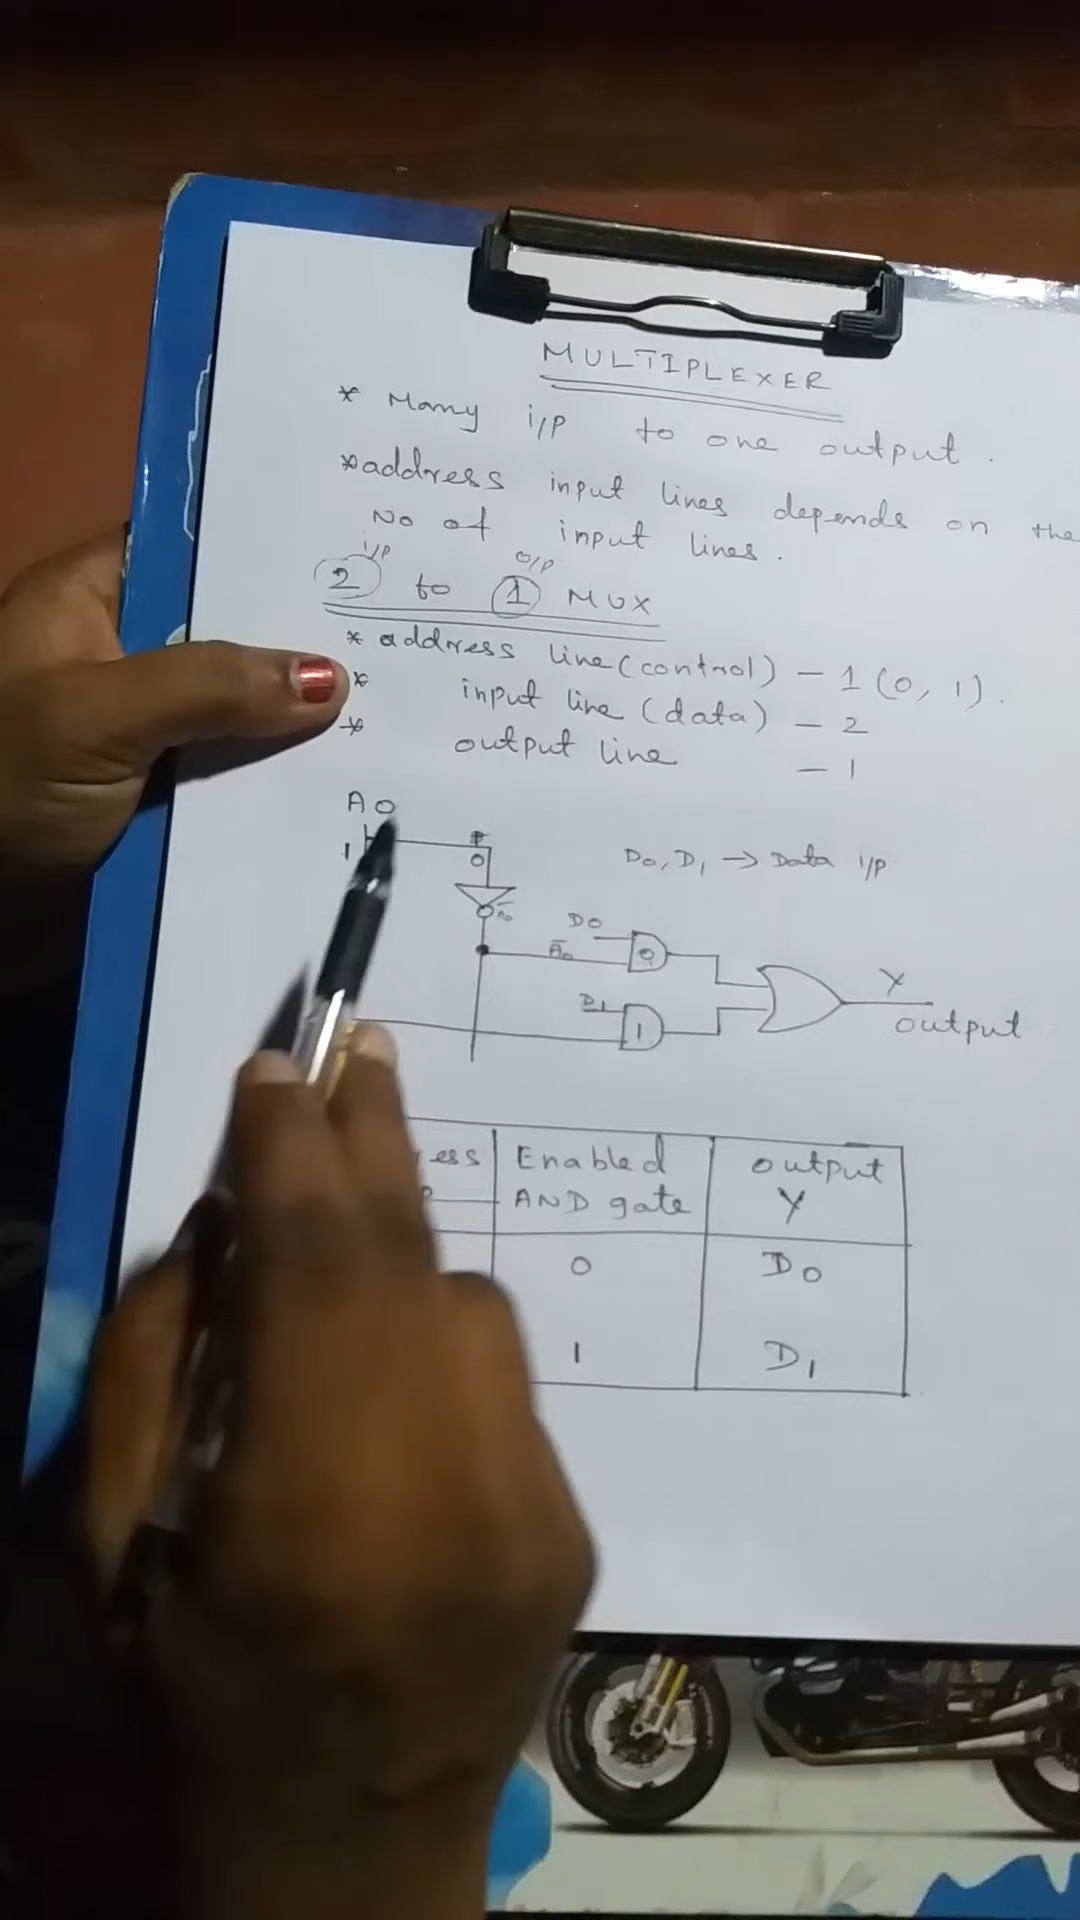 MULTIPLEXER
* Many i/p to one output.
*address input lines depends on the
No of input lines.
i/p o/p
2 to 1 MUX
* address line (control) - 1 (0, 1).
* input line (data) - 2
* output line - 1
A0
1 0
D0, D1 → Data i/p
D0
A̅0 0
Y
D1
1
output
ess Enabled output
AND gate Y
0 D0
1 D1